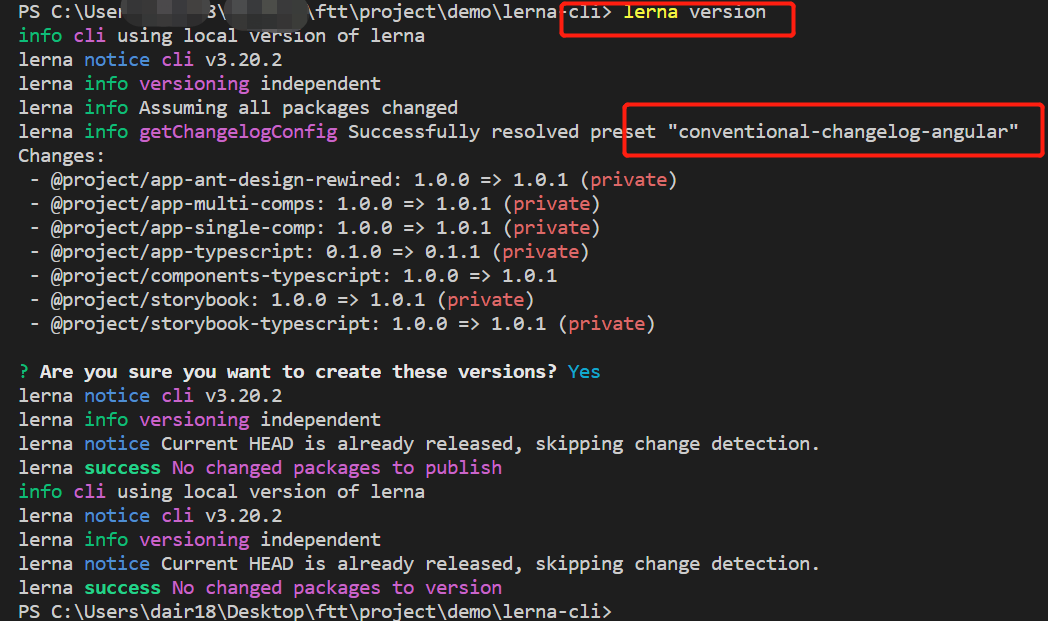 PS C:\User 3\ \ftt\project\demo\lerna-cli> lerna version
info cli using local version of lerna
lerna notice cli v3.20.2
lerna info versioning independent
lerna info Assuming all packages changed
lerna info getChangelogConfig Successfully resolved preset "conventional-changelog-angular"
Changes:
 - @project/app-ant-design-rewired: 1.0.0 => 1.0.1 (private)
 - @project/app-multi-comps: 1.0.0 => 1.0.1 (private)
 - @project/app-single-comp: 1.0.0 => 1.0.1 (private)
 - @project/app-typescript: 0.1.0 => 0.1.1 (private)
 - @project/components-typescript: 1.0.0 => 1.0.1
 - @project/storybook: 1.0.0 => 1.0.1 (private)
 - @project/storybook-typescript: 1.0.0 => 1.0.1 (private)
? Are you sure you want to create these versions? Yes
lerna notice cli v3.20.2
lerna info versioning independent
lerna notice Current HEAD is already released, skipping change detection.
lerna success No changed packages to publish
info cli using local version of lerna
lerna notice cli v3.20.2
lerna info versioning independent
lerna notice Current HEAD is already released, skipping change detection.
lerna success No changed packages to version
PS C:\Users\dair18\Desktop\ftt\project\demo\lerna-cli>